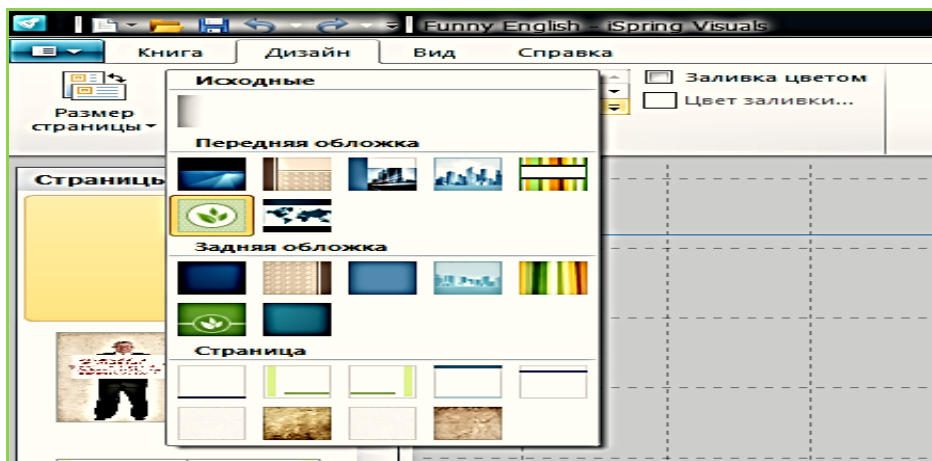 Funny English - iSpring Visuals
Книга Дизайн Вид Справка
Размер страницы
Исходные
Заливка цветом
Цвет заливки...
Передняя обложка
Страницы
Задняя обложка
Страница